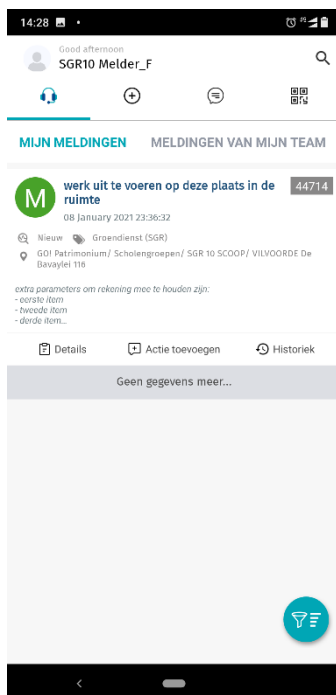 14:28
Good afternoon
SGR10 Melder_F
MIJN MELDINGEN MELDINGEN VAN MIJN TEAM
M
werk uit te voeren op deze plaats in de 44714
ruimte
08 January 2021 23:36:32
Nieuw Groendienst (SGR)
GO! Patrimonium/ Scholengroepen/ SGR 10 SCOOP/ VILVOORDE De
Bavaylei 116
extra parameters om rekening mee te houden zijn:
- eerste item
- tweede item
- derde item...
Details Actie toevoegen Historiek
Geen gegevens meer...